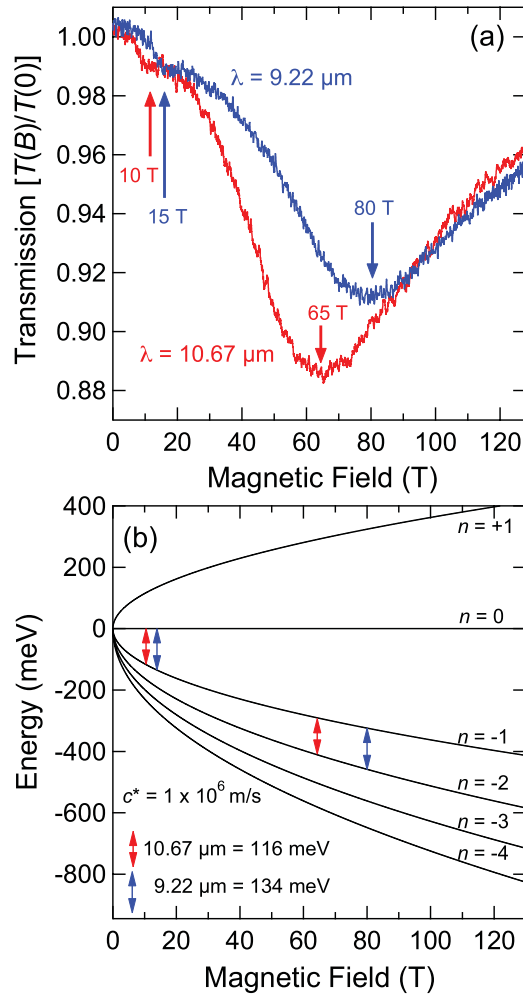 (a)
1.00
0.98
0.96
0.94
0.92
0.90
0.88
Transmission [T(B)/T(0)]
λ = 9.22 μm
10 T
15 T
80 T
65 T
λ = 10.67 μm
0
20
40
60
80
100
120
Magnetic Field (T)
(b)
400
200
0
-200
-400
-600
-800
Energy (meV)
n = +1
n = 0
n = -1
n = -2
n = -3
n = -4
c* = 1 x 10⁶ m/s
10.67 μm = 116 meV
9.22 μm = 134 meV
0
20
40
60
80
100
120
Magnetic Field (T)